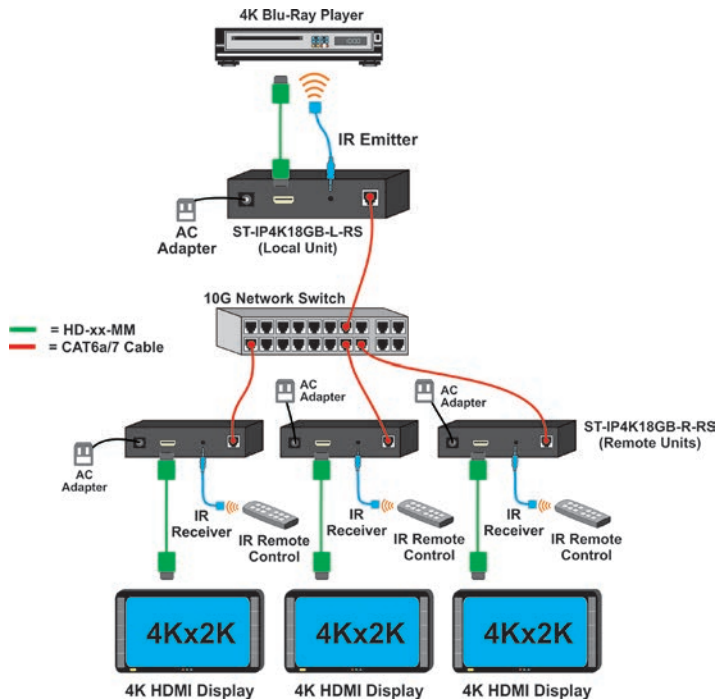 4K Blu-Ray Player
IR Emitter
AC
Adapter
ST-IP4K18GB-L-RS
(Local Unit)
10G Network Switch
= HD-xx-MM
= CAT6a/7 Cable
AC
Adapter
AC
Adapter
ST-IP4K18GB-R-RS
(Remote Units)
AC
Adapter
IR
Receiver
IR Remote
Control
IR
Receiver
IR Remote
Control
IR
Receiver
IR Remote
Control
4Kx2K
4Kx2K
4Kx2K
4K HDMI Display
4K HDMI Display
4K HDMI Display